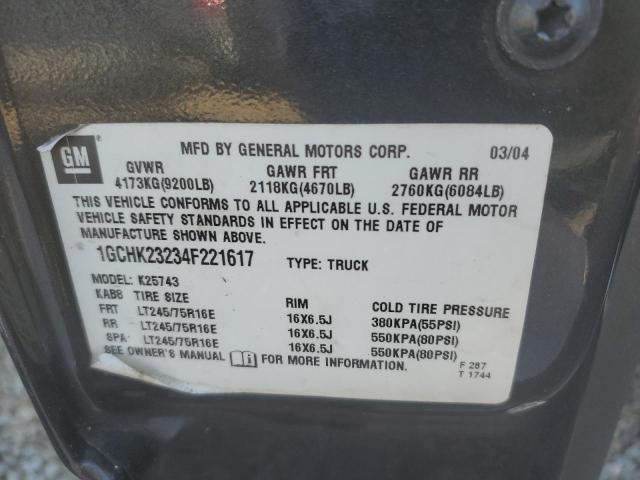 GM ®
MFD BY GENERAL MOTORS CORP. 03/04
GVWR GAWR FRT GAWR RR
4173KG(9200LB) 2118KG(4670LB) 2760KG(6084LB)
THIS VEHICLE CONFORMS TO ALL APPLICABLE U.S. FEDERAL MOTOR
VEHICLE SAFETY STANDARDS IN EFFECT ON THE DATE OF
MANUFACTURE SHOWN ABOVE.
1GCHK23234F221617 TYPE: TRUCK
MODEL: K25743
KAB8 TIRE SIZE RIM COLD TIRE PRESSURE
FRT LT245/75R16E 16X6.5J 380KPA(55PSI)
RR LT245/75R16E 16X6.5J 550KPA(80PSI)
SPA LT245/75R16E 16X6.5J 550KPA(80PSI)
SEE OWNER'S MANUAL i FOR MORE INFORMATION.
F 287
T 1744